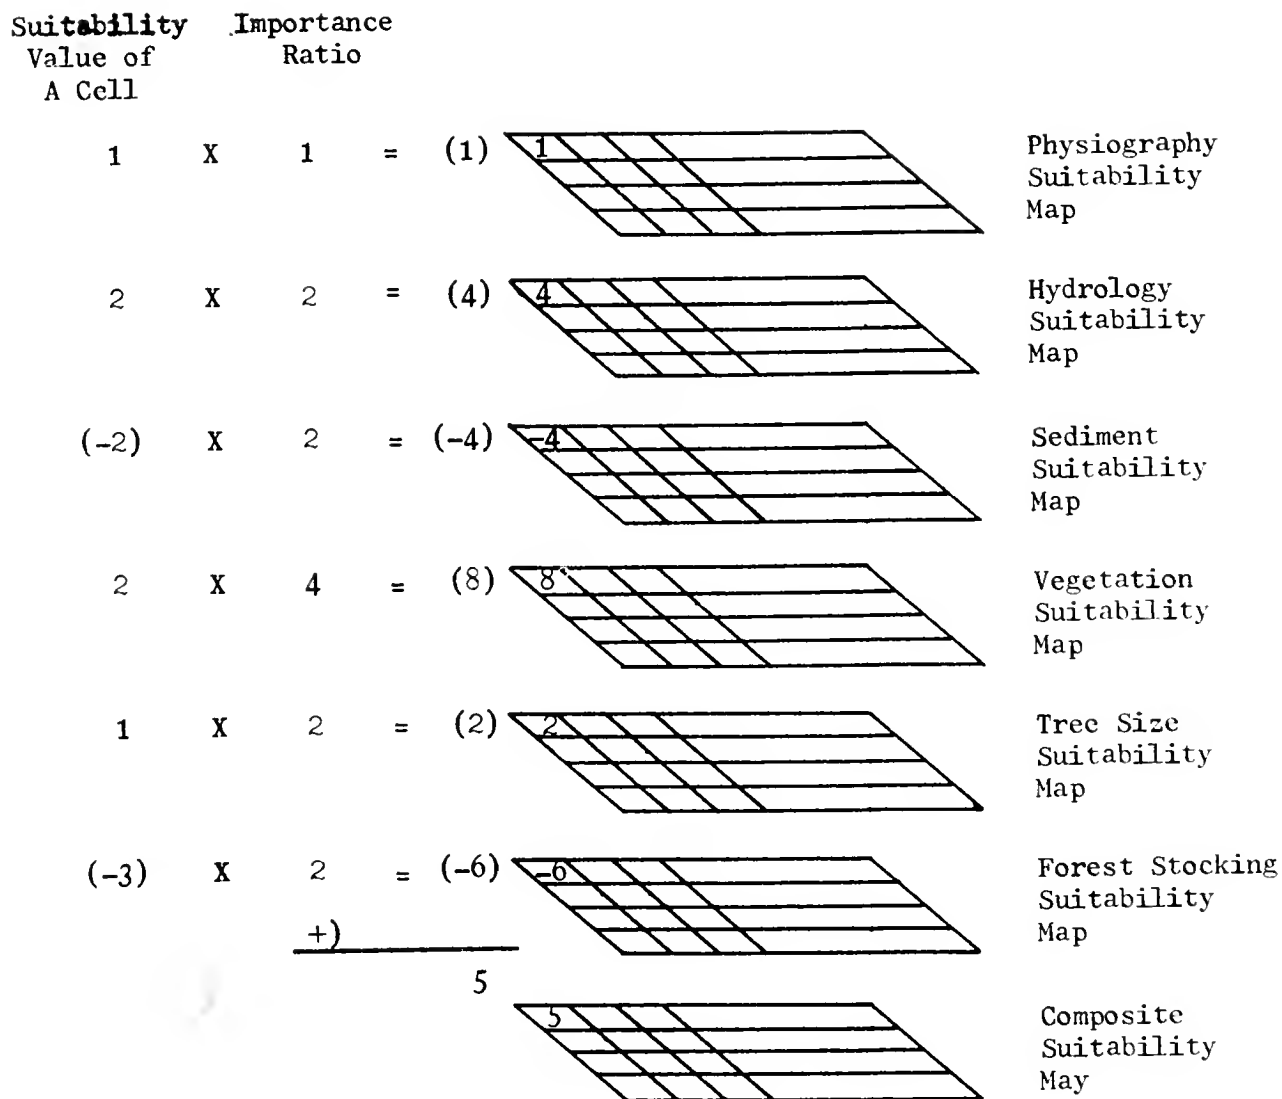 Suitability Importance
Value of Ratio
A Cell
1 X 1 = (1) 1 Physiography
Suitability
Map
2 X 2 = (4) 4 Hydrology
Suitability
Map
(-2) X 2 = (-4) -4 Sediment
Suitability
Map
2 X 4 = (8) 8 Vegetation
Suitability
Map
1 X 2 = (2) 2 Tree Size
Suitability
Map
(-3) X 2 = (-6) -6 Forest Stocking
Suitability
+) Map
5
5 Composite
Suitability
May